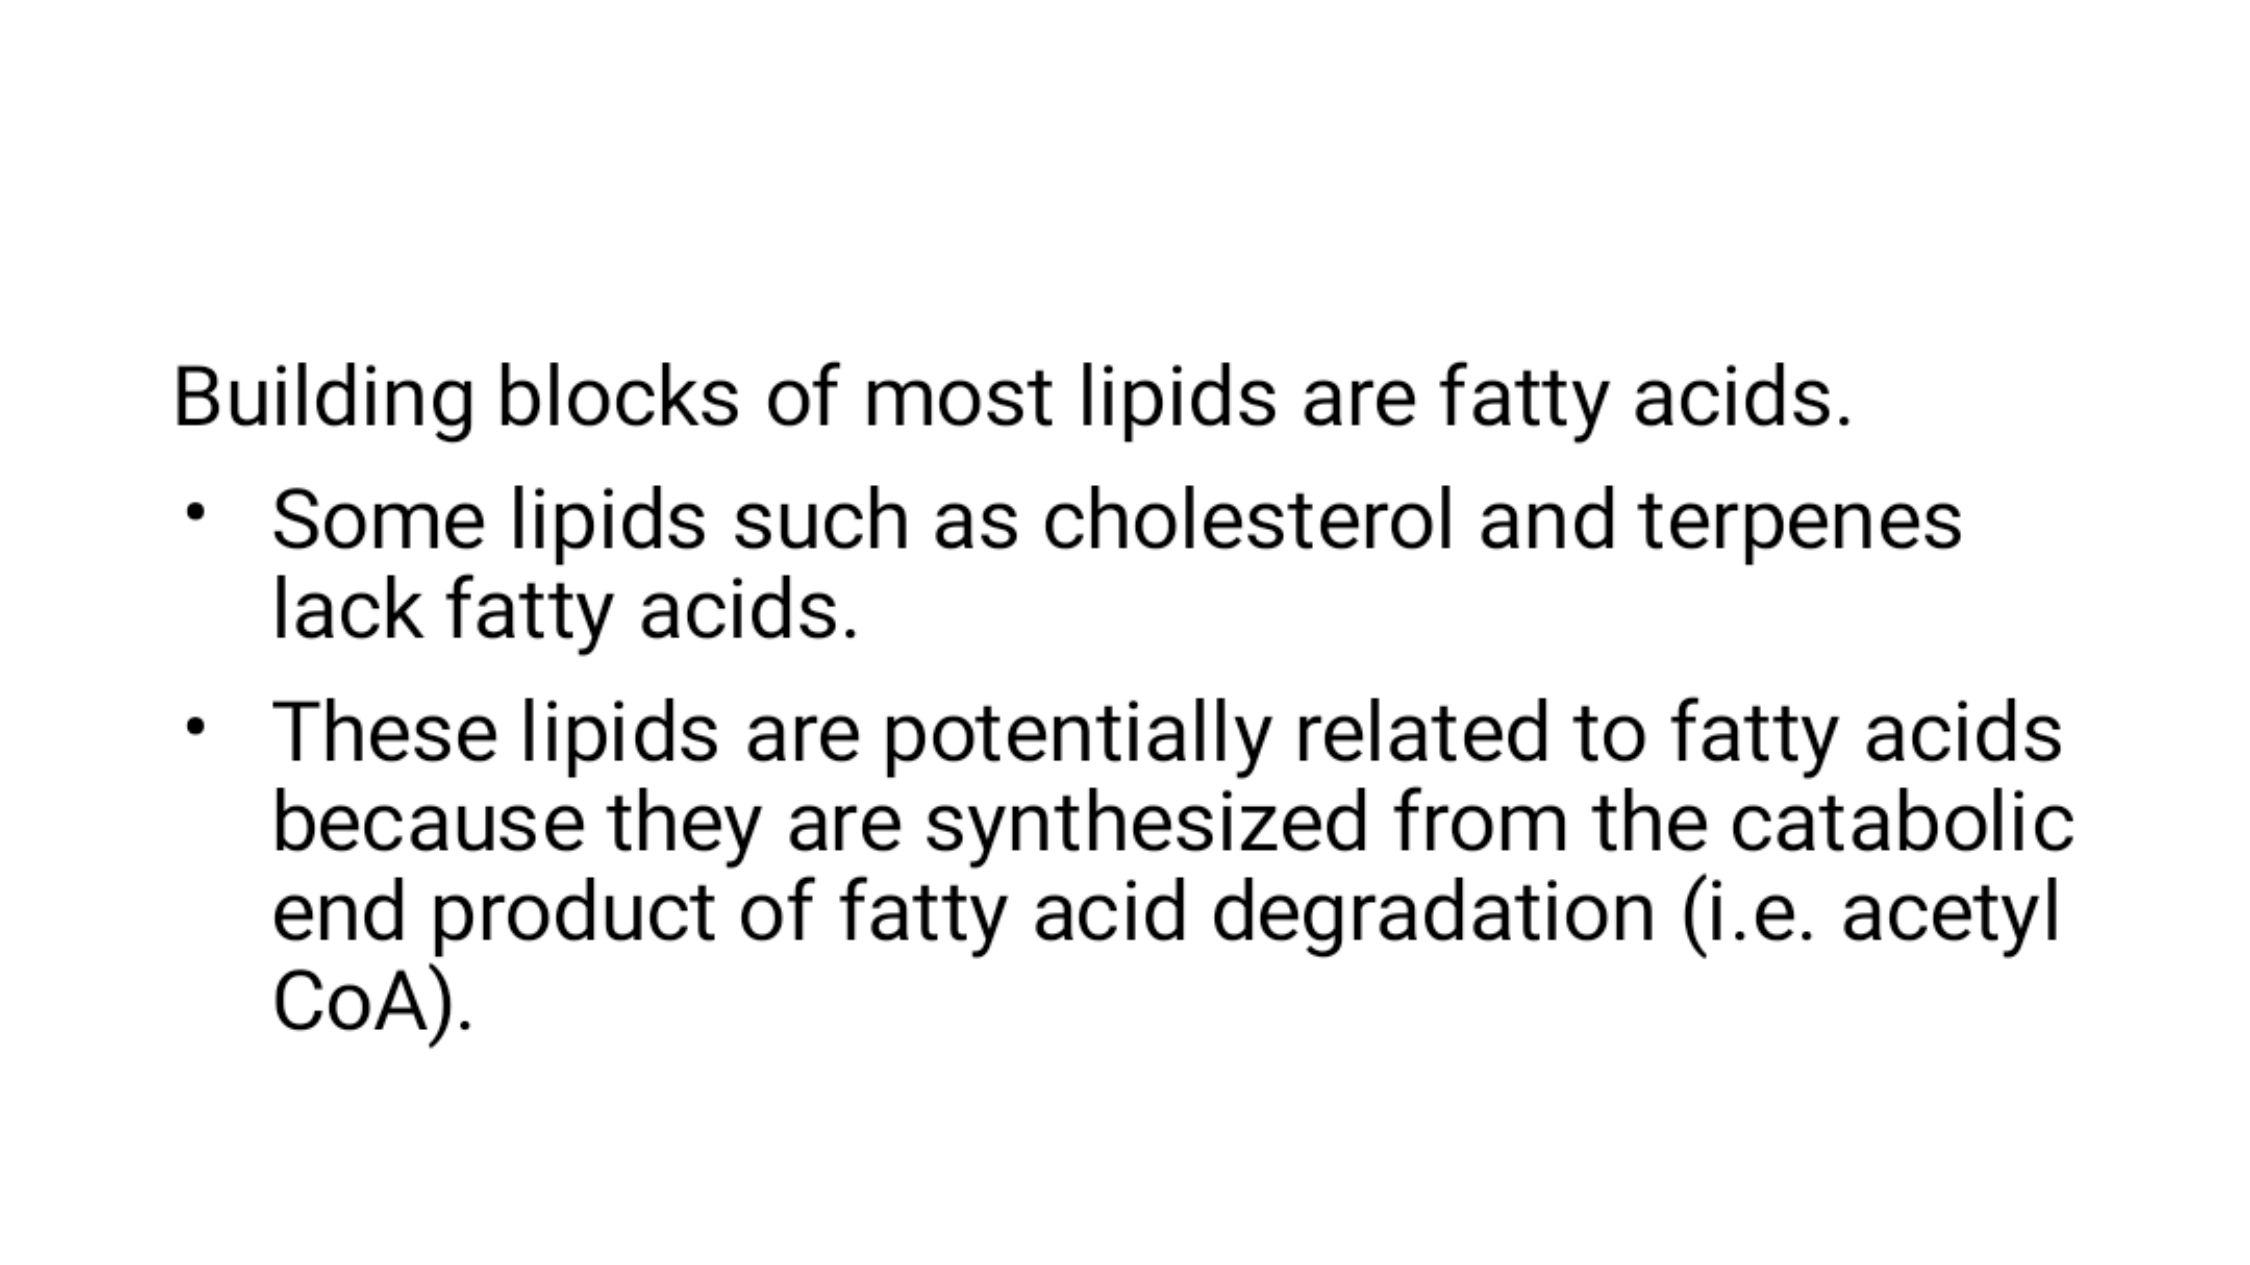 Building blocks of most lipids are fatty acids.
• Some lipids such as cholesterol and terpenes
lack fatty acids.
• These lipids are potentially related to fatty acids
because they are synthesized from the catabolic
end product of fatty acid degradation (i.e. acetyl
CoA).